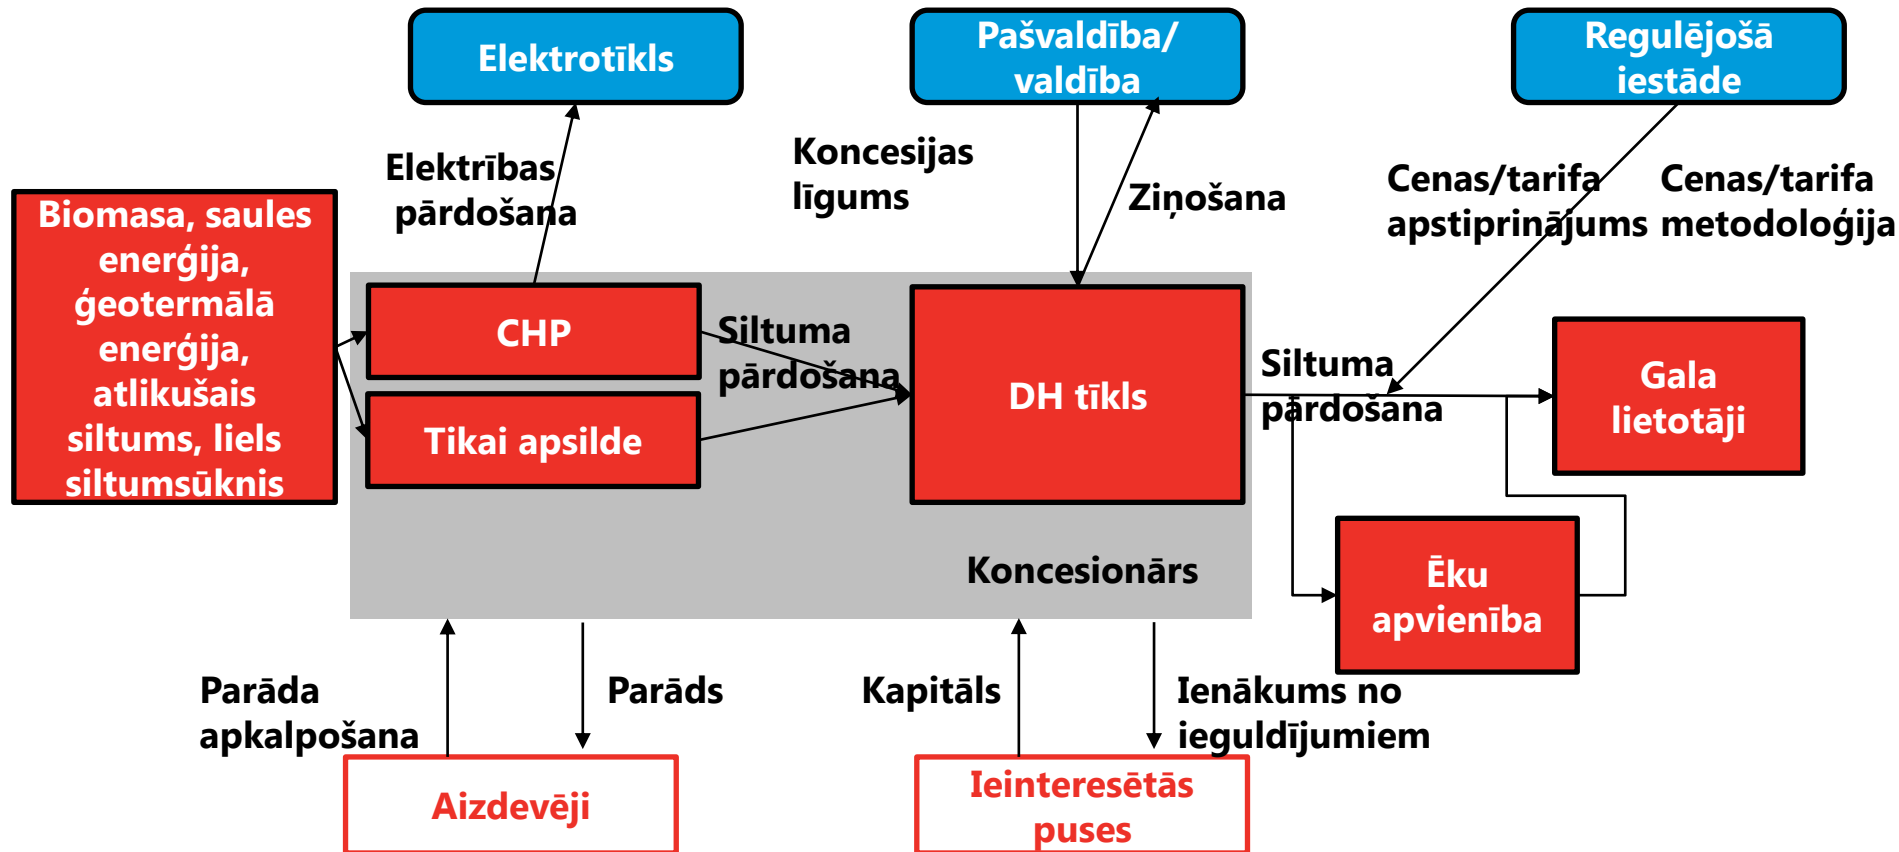 Elektrotīkls
Pašvaldība/
valdība
Regulējošā
iestāde
Elektrības
pārdošana
Koncesijas
līgums
Ziņošana
Cenas/tarifa
apstiprinājums
Cenas/tarifa
metodoloģija
Biomasa, saules
enerģija,
ģeotermālā
enerģija,
atlikušais
siltums, liels
siltumsūknis
CHP
Tikai apsilde
Siltuma
pārdošana
DH tīkls
Siltuma
pārdošana
Gala
lietotāji
Koncesionārs
Ēku
apvienība
Parāda
apkalpošana
Parāds
Kapitāls
Ienākums no
ieguldījumiem
Aizdevēji
Ieinteresētās
puses